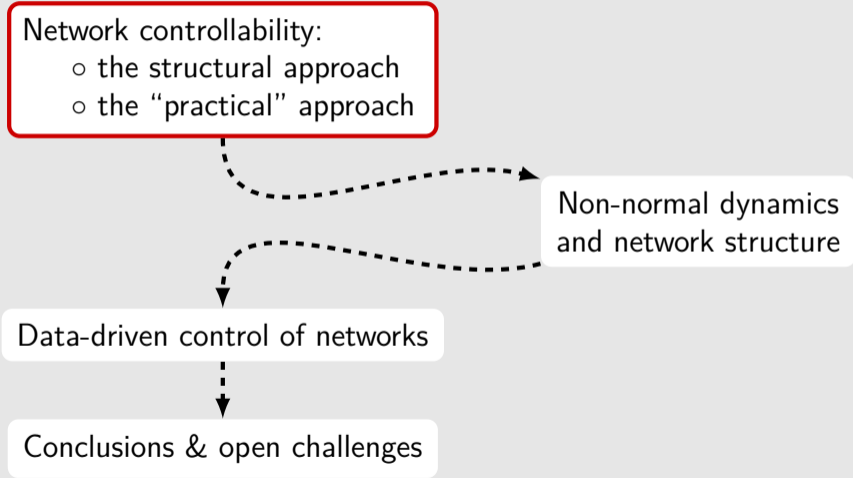 Network controllability:
◦ the structural approach
◦ the “practical” approach
Non-normal dynamics
and network structure
Data-driven control of networks
Conclusions & open challenges